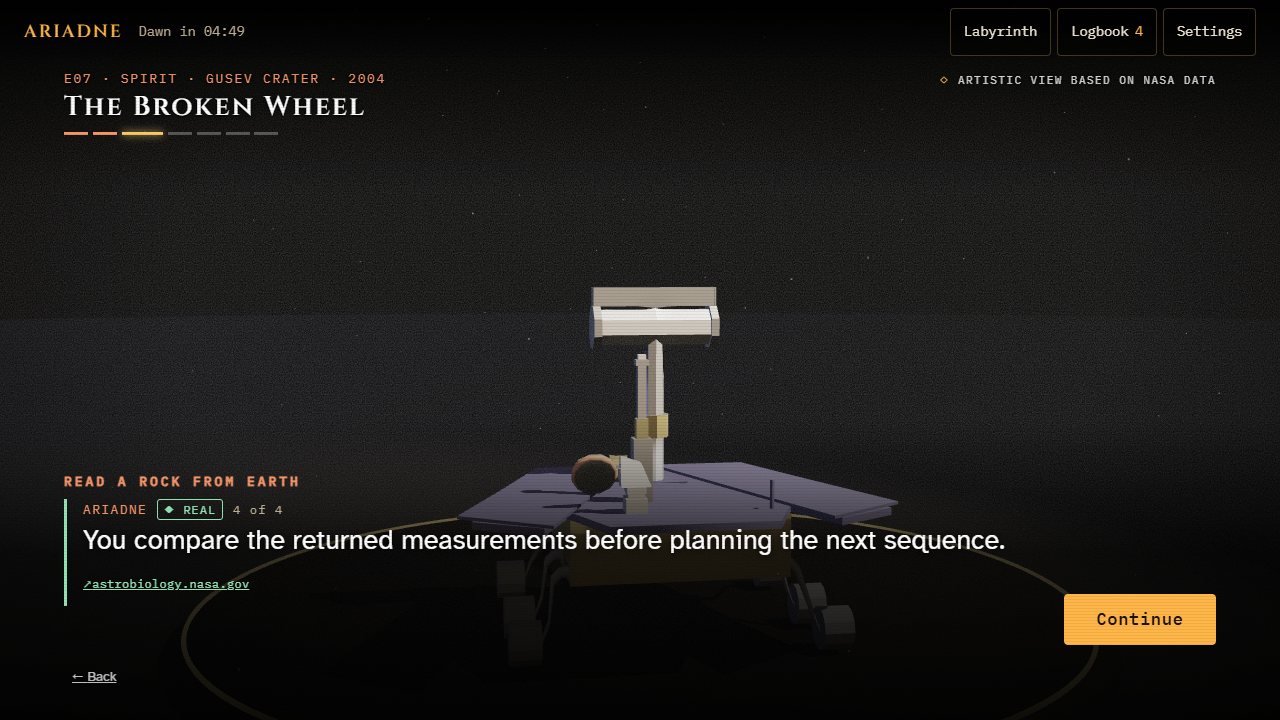 ARIADNE Dawn in 04:49 Labyrinth Logbook 4 Settings
E07 · SPIRIT · GUSEV CRATER · 2004
◇ ARTISTIC VIEW BASED ON NASA DATA
The Broken Wheel
READ A ROCK FROM EARTH
ARIADNE ◆ REAL 4 of 4
You compare the returned measurements before planning the next sequence.
↗astrobiology.nasa.gov
Continue
← Back